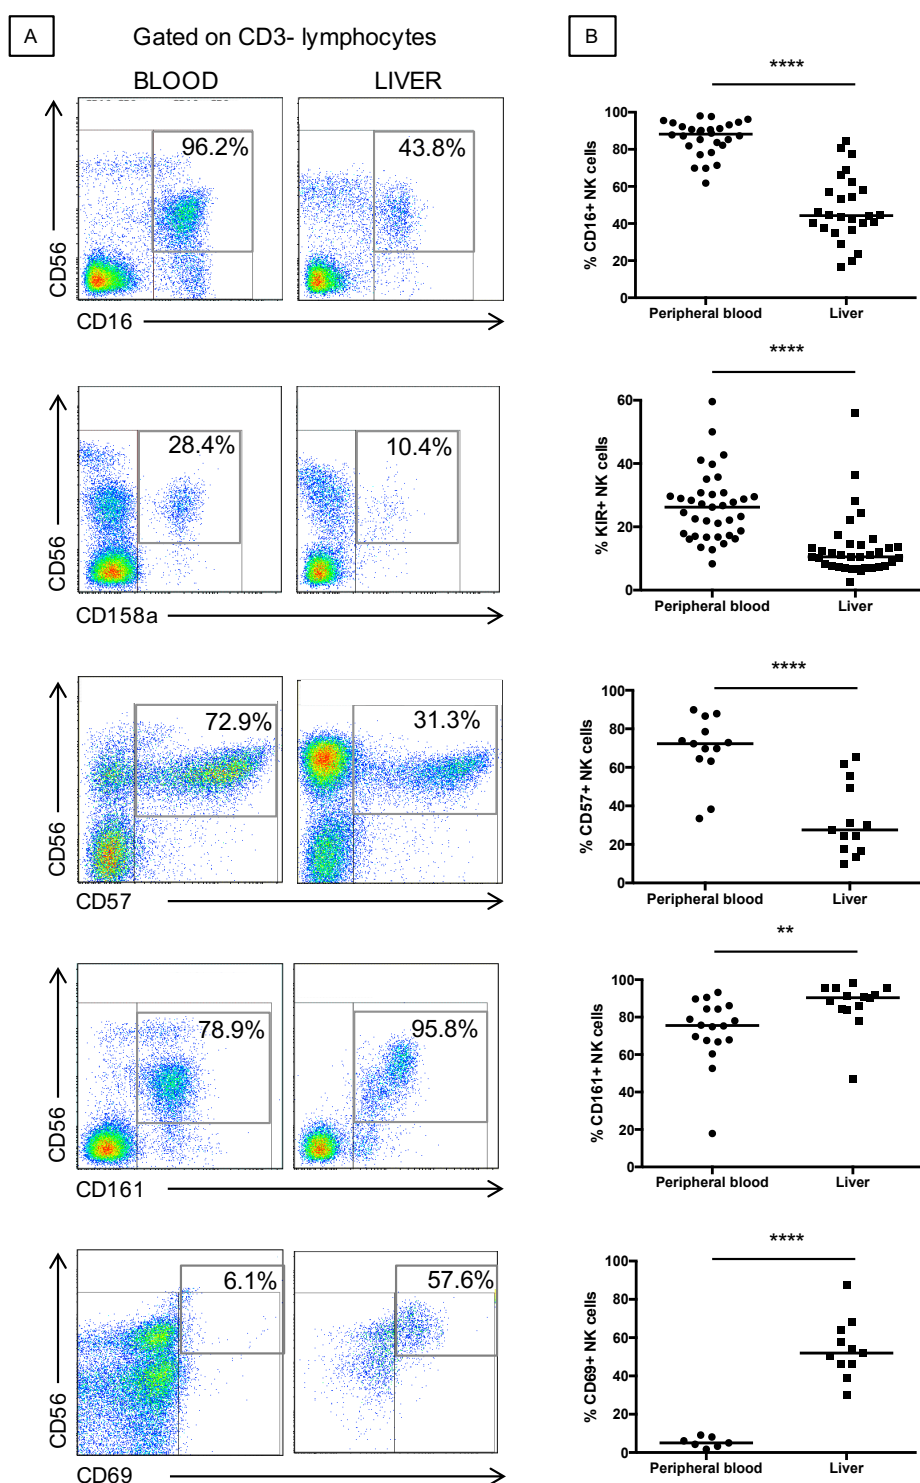 A
Gated on CD3- lymphocytes
BLOOD
LIVER
96.2%
43.8%
CD56
CD16
28.4%
10.4%
CD56
CD158a
72.9%
31.3%
CD56
CD57
78.9%
95.8%
CD56
CD161
6.1%
57.6%
CD56
CD69
B
****
% CD16+ NK cells
100
80
60
40
20
0
Peripheral blood
Liver
****
% KIR+ NK cells
60
40
20
0
Peripheral blood
Liver
****
% CD57+ NK cells
100
80
60
40
20
0
Peripheral blood
Liver
**
% CD161+ NK cells
100
80
60
40
20
0
Peripheral blood
Liver
****
% CD69+ NK cells
100
80
60
40
20
0
Peripheral blood
Liver